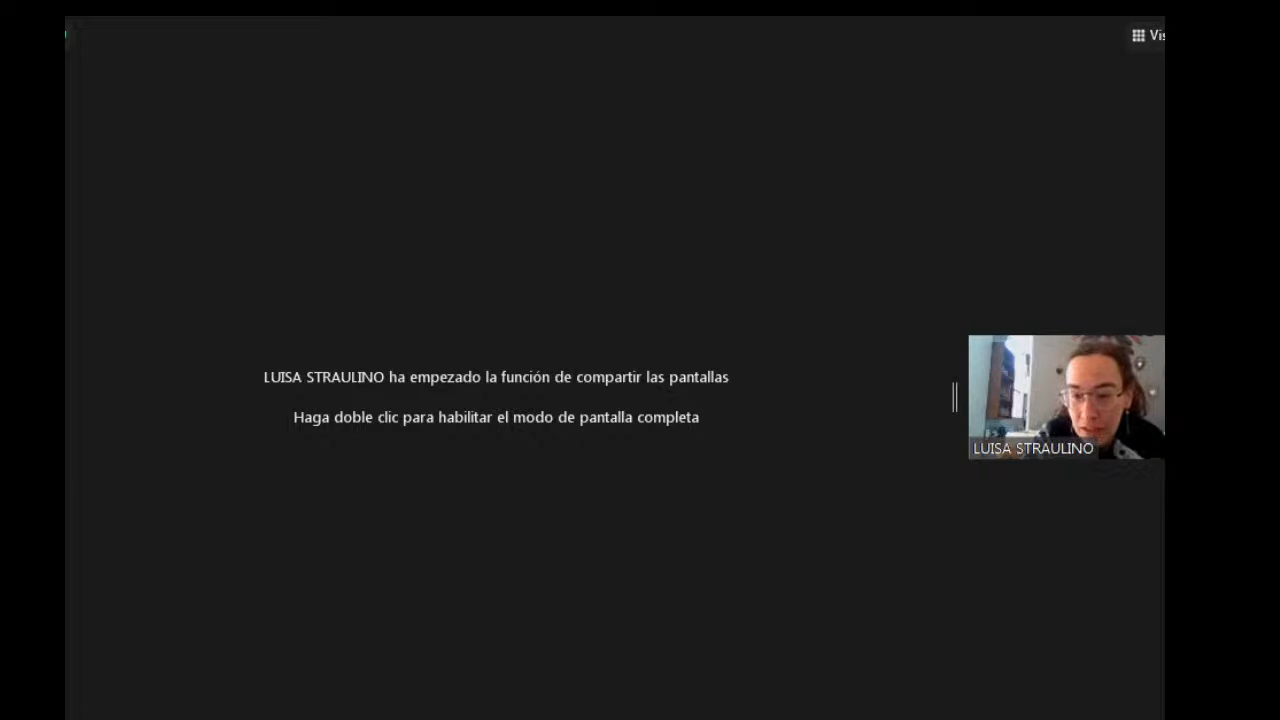 LUISA STRAULINO ha empezado la función de compartir las pantallas
Haga doble clic para habilitar el modo de pantalla completa
LUISA STRAULINO